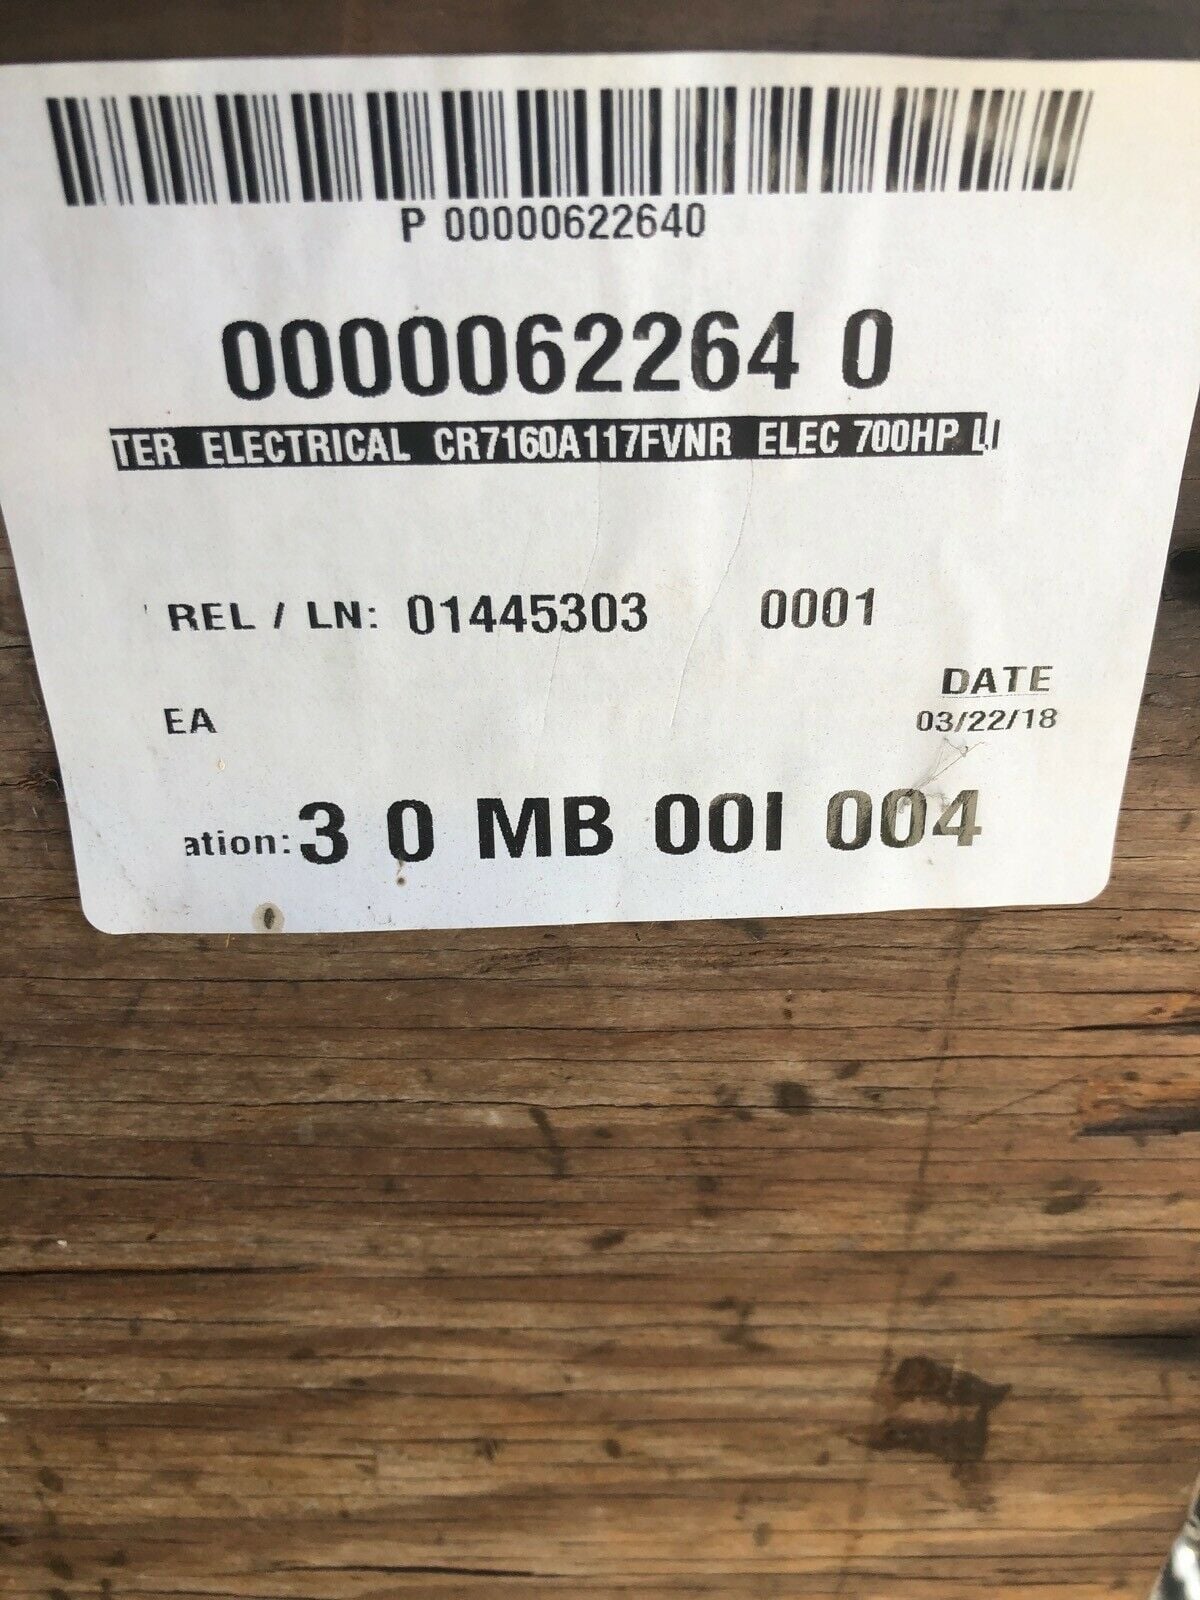 P 00000622640
0000062264 0
TER ELECTRICAL CR7160A117FVNR ELEC 700HP LI
REL / LN: 01445303 0001
DATE
EA 03/22/18
ation: 3 0 MB 00I 004